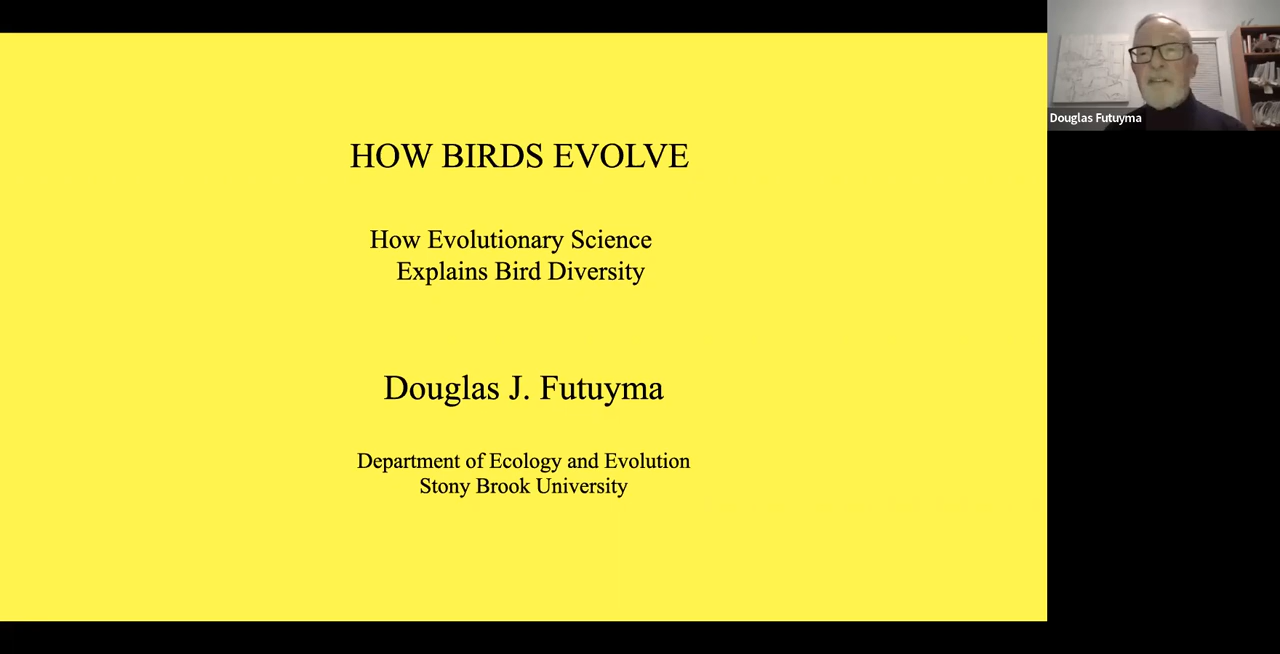 HOW BIRDS EVOLVE
How Evolutionary Science
Explains Bird Diversity
Douglas J. Futuyma
Department of Ecology and Evolution
Stony Brook University
Douglas Futuyma